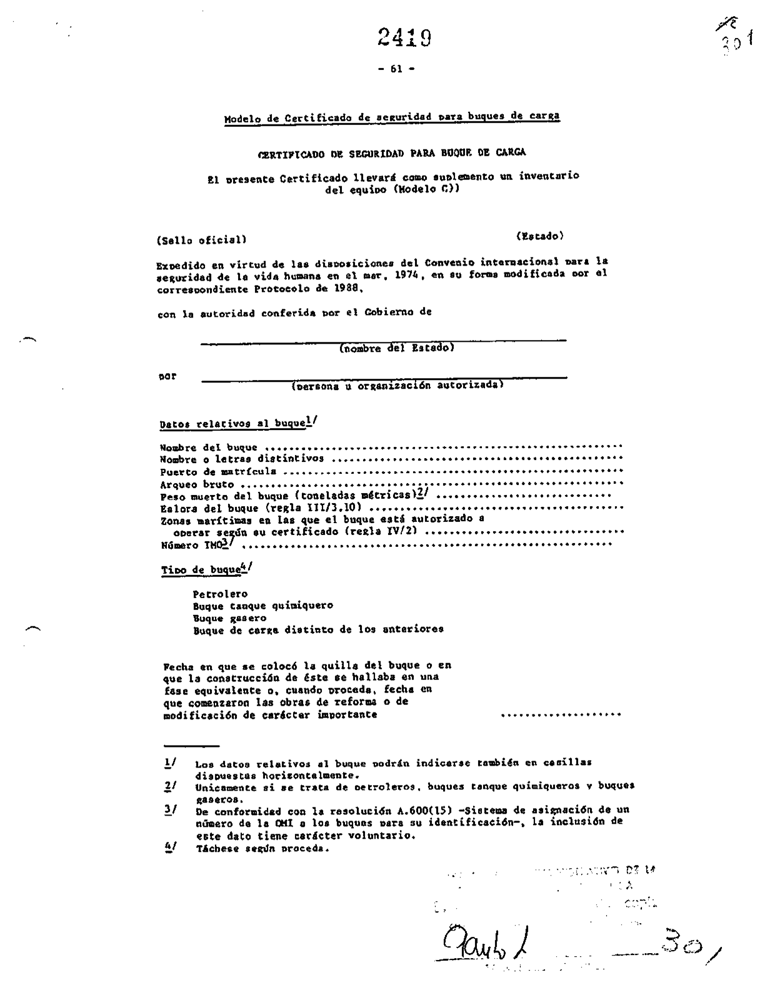 2419
301
- 61 -
Modelo de Certificado de seguridad para buques de carga
CERTIFICADO DE SEGURIDAD PARA BUQUE DE CARGA
El presente Certificado llevará como suplemento un inventario
del equipo (Modelo C))
(Sello oficial) (Estado)
Expedido en virtud de las disposiciones del Convenio internacional para la
seguridad de la vida humana en el mar, 1974, en su forma modificada por el
correspondiente Protocolo de 1988,
con la autoridad conferida por el Gobierno de
(nombre del Estado)
por
(persona u organización autorizada)
Datos relativos al buque1/
Nombre del buque ..........................................................
Nombre o letras distintivos ................................................
Puerto de matrícula ........................................................
Arqueo bruto ...............................................................
Peso muerto del buque (toneladas métricas)2/ .............................
Eslora del buque (regla III/3.10) ..........................................
Zonas marítimas en las que el buque está autorizado a
operar según su certificado (regla IV/2) .................................
Número IMO3/ .............................................................
Tipo de buque4/
Petrolero
Buque tanque quimiquero
Buque gasero
Buque de carga distinto de los anteriores
Fecha en que se colocó la quilla del buque o en
que la construcción de éste se hallaba en una
fase equivalente o, cuando proceda, fecha en
que comenzaron las obras de reforma o de
modificación de carácter importante ....................
1/ Los datos relativos al buque podrán indicarse también en casillas
dispuestas horizontalmente.
2/ Unicamente si se trata de petroleros, buques tanque quimiqueros y buques
gaseros.
3/ De conformidad con la resolución A.600(15) -Sistema de asignación de un
número de la OMI a los buques para su identificación-, la inclusión de
este dato tiene carácter voluntario.
4/ Táchese según proceda.
DE LA
copia
30,